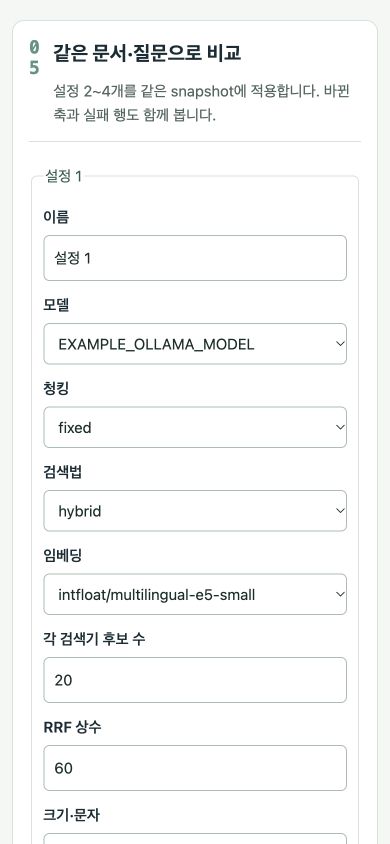 05
같은 문서·질문으로 비교
설정 2~4개를 같은 snapshot에 적용합니다. 바뀐
축과 실패 행도 함께 봅니다.
설정 1
이름
설정 1
모델
EXAMPLE_OLLAMA_MODEL
청킹
fixed
검색법
hybrid
임베딩
intfloat/multilingual-e5-small
각 검색기 후보 수
20
RRF 상수
60
크기·문자